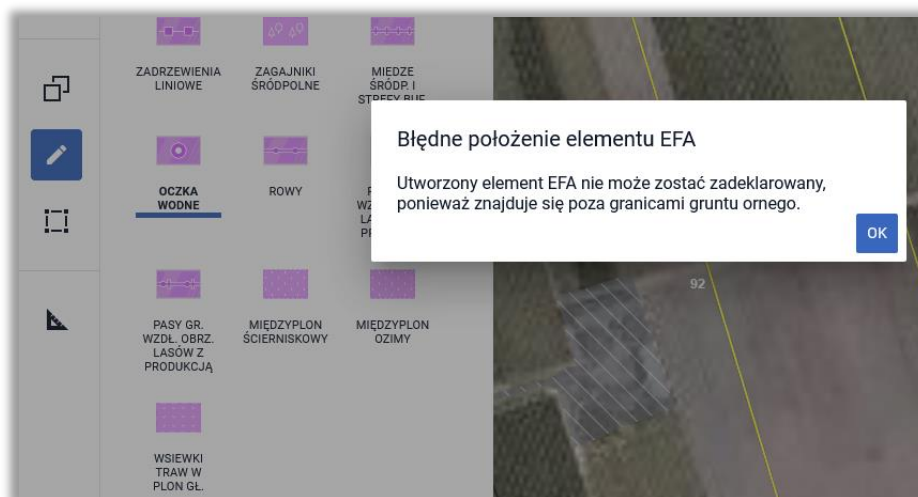 ZADRZEWIENIA
LINIOWE
ZAGAJNIKI
ŚRÓDPOLNE
MIEDZE
ŚRÓDP. I
STREFY BUF.
Błędne położenie elementu EFA
Utworzony element EFA nie może zostać zadeklarowany,
ponieważ znajduje się poza granicami gruntu ornego.
OK
OCZKA
WODNE
ROWY
92
PASY GR.
WZDŁ. OBRZ.
LASÓW Z
PRODUKCJĄ
MIĘDZYPLON
ŚCIERNISKOWY
MIĘDZYPLON
OZIMY
WSIEWKI
TRAW W
PLON GŁ.